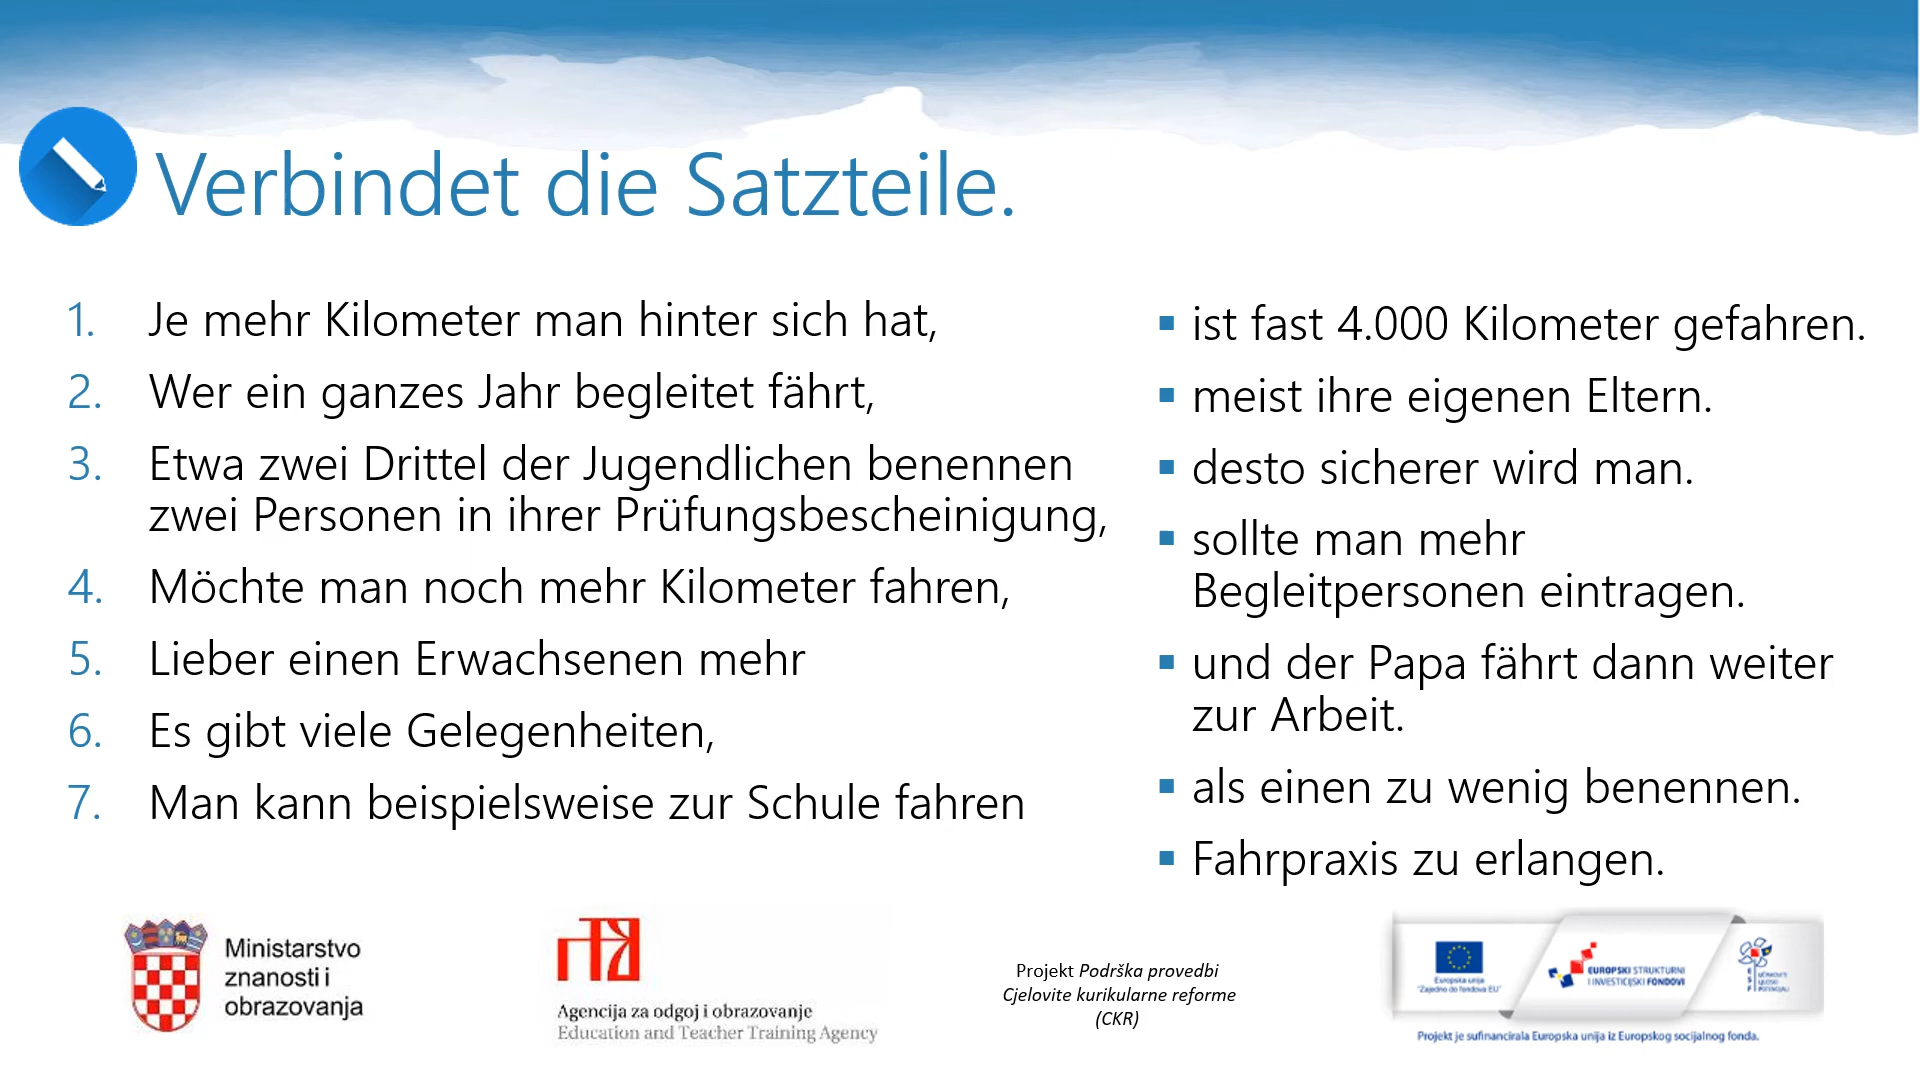 Verbindet die Satzteile.
1. Je mehr Kilometer man hinter sich hat,
2. Wer ein ganzes Jahr begleitet fährt,
3. Etwa zwei Drittel der Jugendlichen benennen
zwei Personen in ihrer Prüfungsbescheinigung,
4. Möchte man noch mehr Kilometer fahren,
5. Lieber einen Erwachsenen mehr
6. Es gibt viele Gelegenheiten,
7. Man kann beispielsweise zur Schule fahren
▪ ist fast 4.000 Kilometer gefahren.
▪ meist ihre eigenen Eltern.
▪ desto sicherer wird man.
▪ sollte man mehr
Begleitpersonen eintragen.
▪ und der Papa fährt dann weiter
zur Arbeit.
▪ als einen zu wenig benennen.
▪ Fahrpraxis zu erlangen.
Ministarstvo
znanosti i
obrazovanja
Agencija za odgoj i obrazovanje
Education and Teacher Training Agency
Projekt Podrška provedbi
Cjelovite kurikularne reforme
(CKR)
Europska unija
"Zajedno do fondova EU"
EUROPSKI STRUKTURNI
I INVESTICIJSKI FONDOVI
Projekt je sufinancirala Europska unija iz Europskog socijalnog fonda.